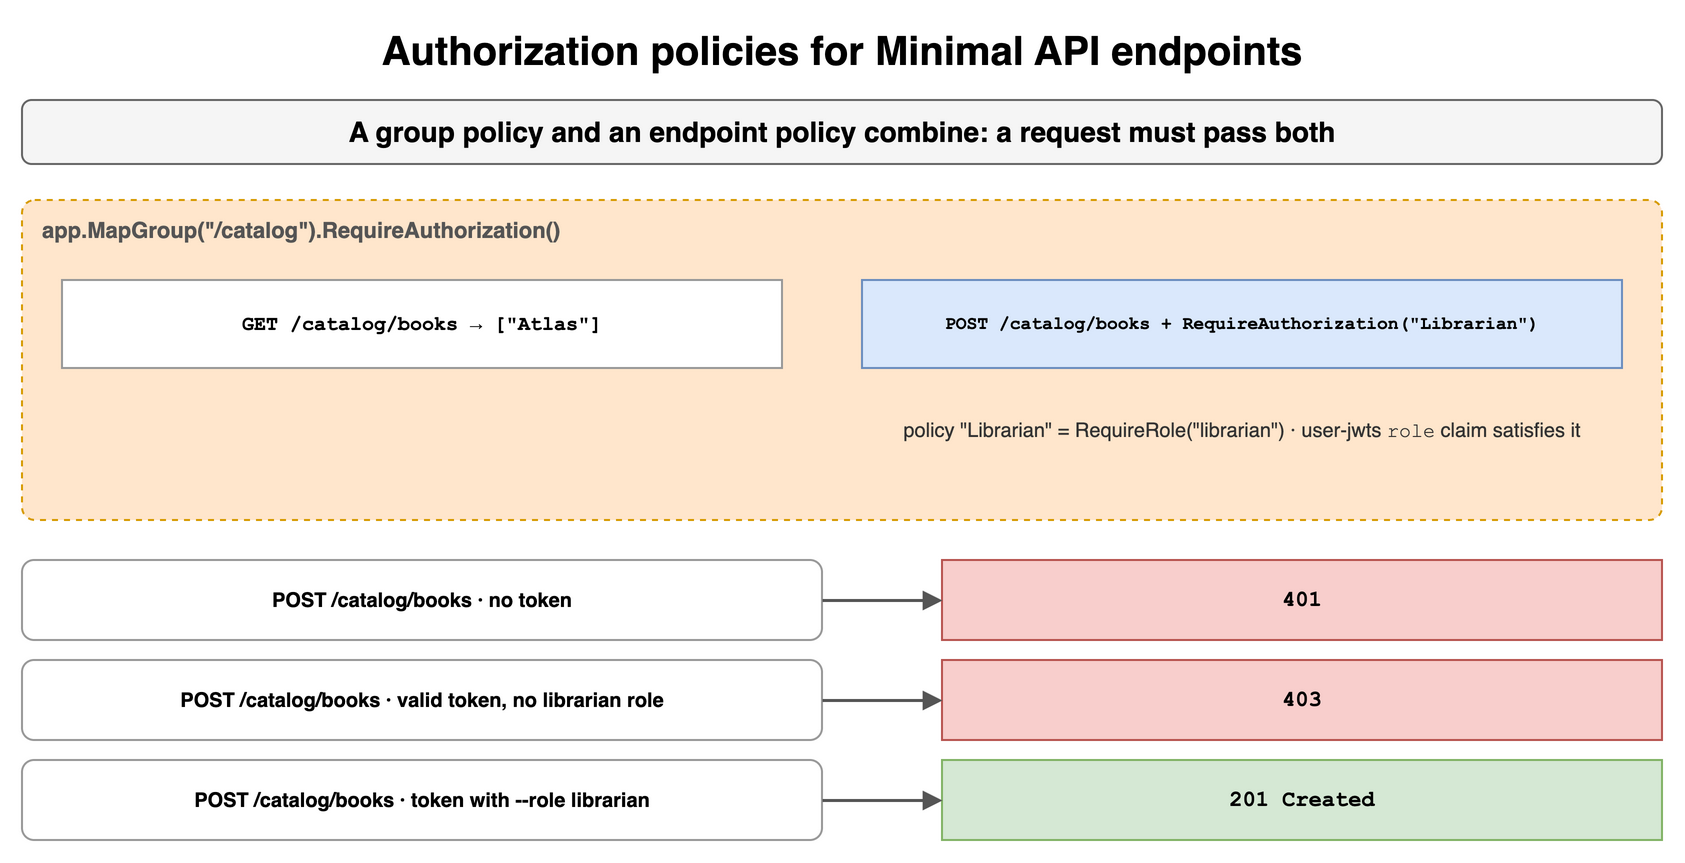 Authorization policies for Minimal API endpoints
A group policy and an endpoint policy combine: a request must pass both
app.MapGroup("/catalog").RequireAuthorization()
GET /catalog/books → ["Atlas"]
POST /catalog/books + RequireAuthorization("Librarian")
policy "Librarian" = RequireRole("librarian") · user-jwts role claim satisfies it
POST /catalog/books · no token
401
POST /catalog/books · valid token, no librarian role
403
POST /catalog/books · token with --role librarian
201 Created